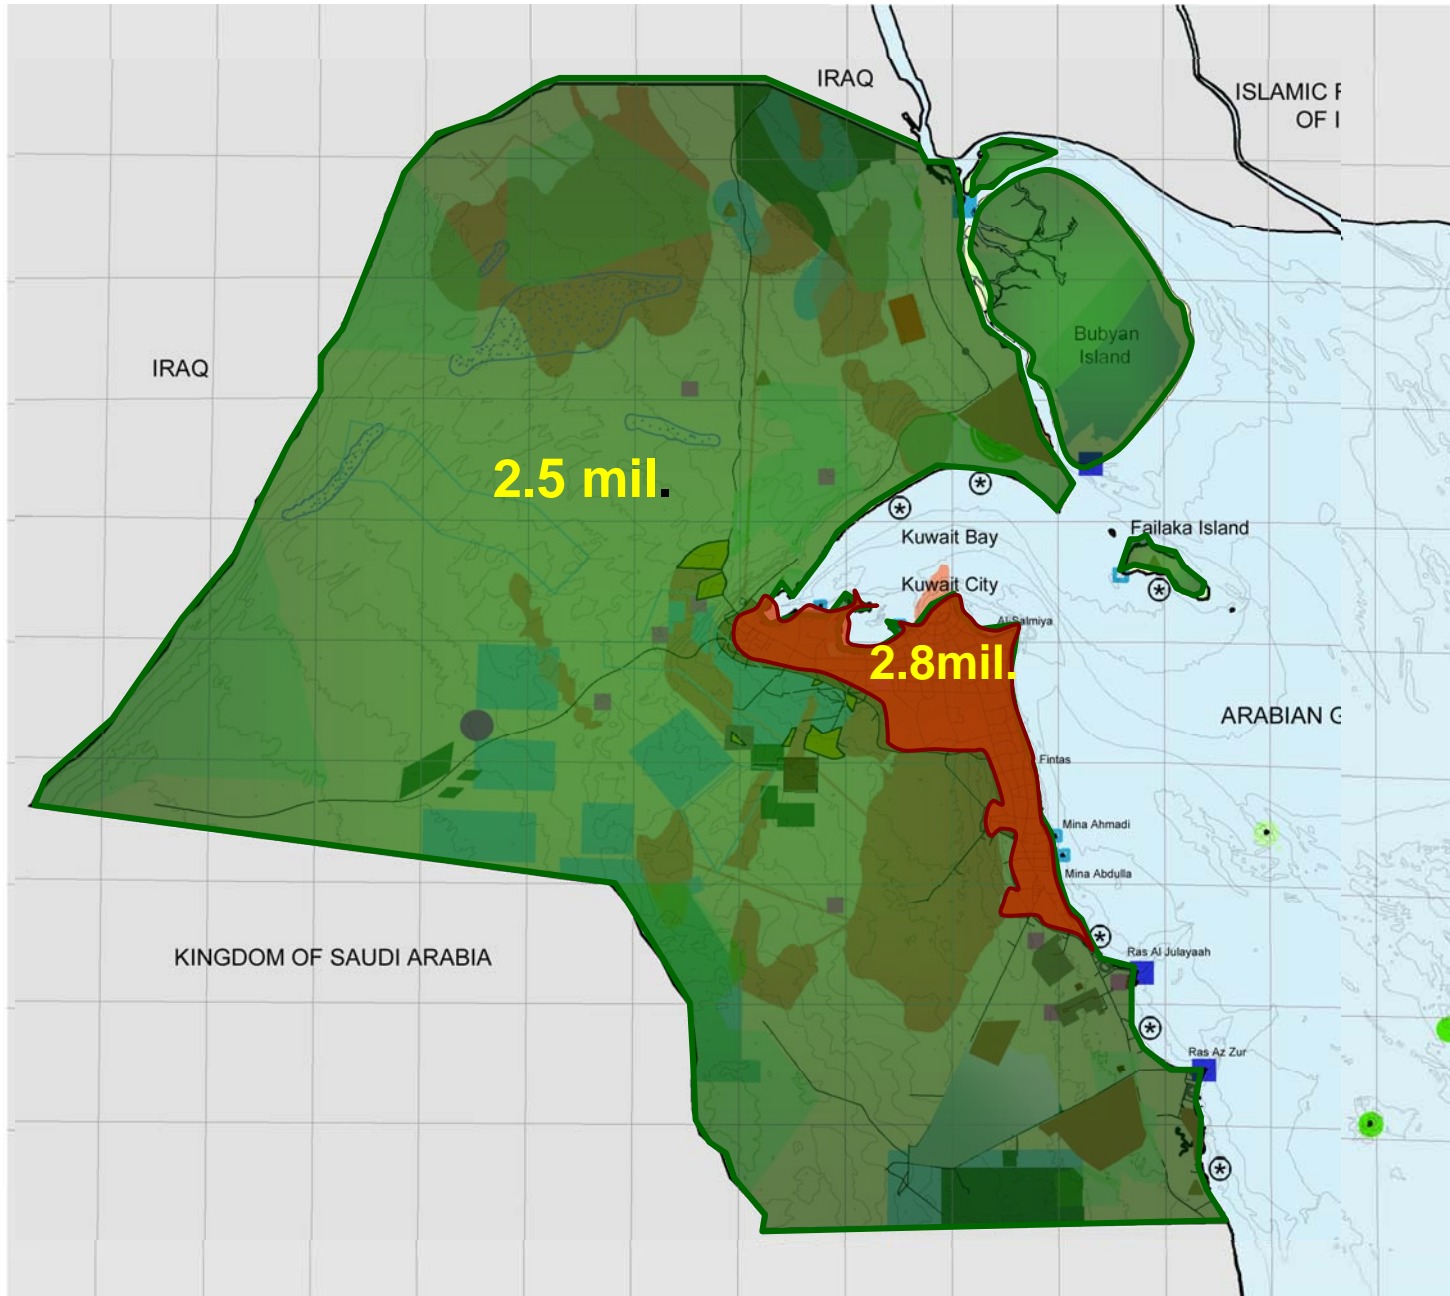 IRAQ
ISLAMIC R
OF I
Bubyan
Island
IRAQ
2.5 mil.
Failaka Island
Kuwait Bay
Kuwait City
Al Salmiya
2.8mil.
ARABIAN G
Fintas
Mina Ahmadi
Mina Abdulla
KINGDOM OF SAUDI ARABIA
Ras Al Julayaah
Ras Az Zur